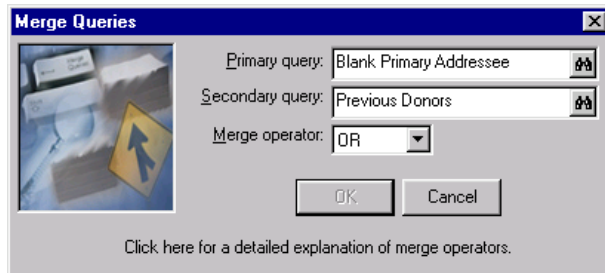 Merge Queries
Primary query: Blank Primary Addressee
Secondary query: Previous Donors
Merge operator: OR
OK Cancel
Click here for a detailed explanation of merge operators.